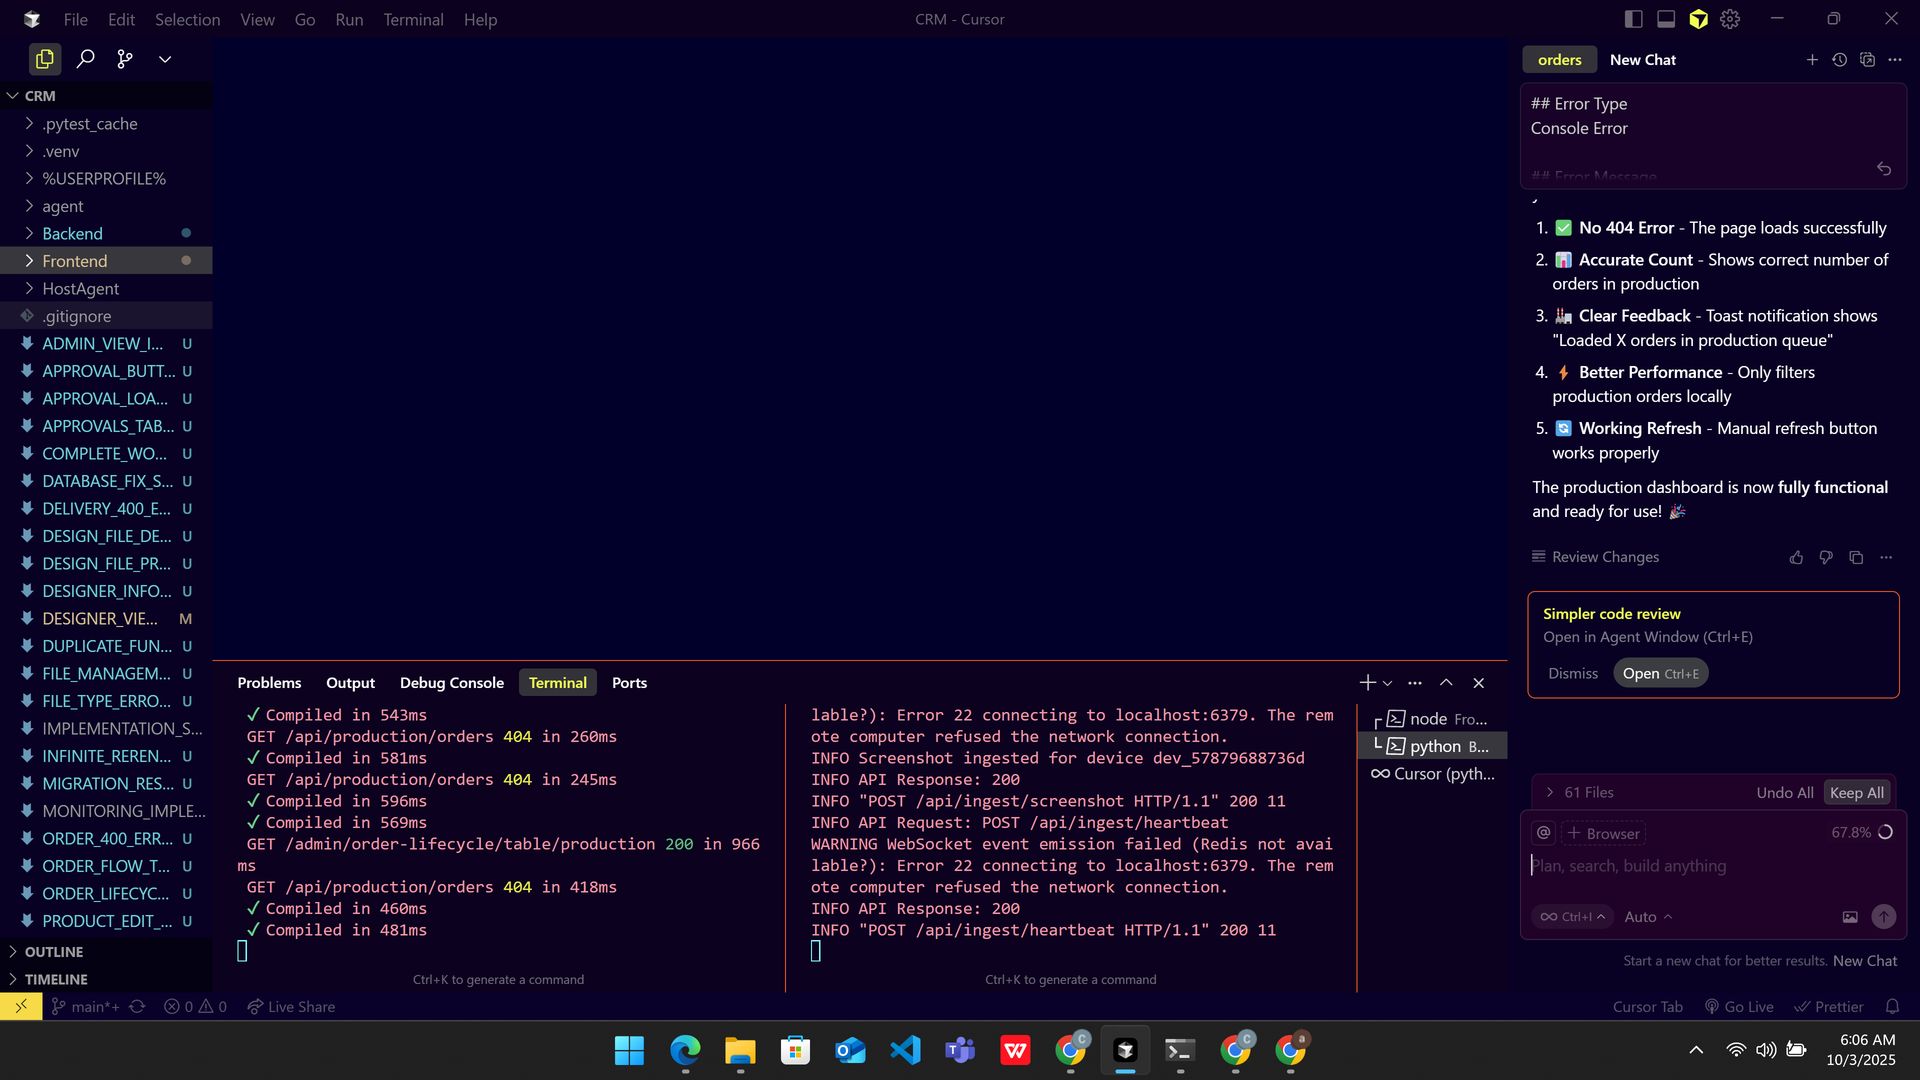 File Edit Selection View Go Run Terminal Help
CRM - Cursor
CRM
.pytest_cache
.venv
%USERPROFILE%
agent
Backend
Frontend
HostAgent
.gitignore
ADMIN_VIEW_I... U
APPROVAL_BUTT... U
APPROVAL_LOA... U
APPROVALS_TAB... U
COMPLETE_WO... U
DATABASE_FIX_S... U
DELIVERY_400_E... U
DESIGN_FILE_DE... U
DESIGN_FILE_PR... U
DESIGNER_INFO... U
DESIGNER_VIE... M
DUPLICATE_FUN... U
FILE_MANAGEM... U
FILE_TYPE_ERRO... U
IMPLEMENTATION_S...
INFINITE_REREN... U
MIGRATION_RES... U
MONITORING_IMPLE...
ORDER_400_ERR... U
ORDER_FLOW_T... U
ORDER_LIFECYC... U
PRODUCT_EDIT_... U
OUTLINE
TIMELINE
Problems Output Debug Console Terminal Ports
✓ Compiled in 543ms
GET /api/production/orders 404 in 260ms
✓ Compiled in 581ms
GET /api/production/orders 404 in 245ms
✓ Compiled in 596ms
✓ Compiled in 569ms
GET /admin/order-lifecycle/table/production 200 in 966
ms
GET /api/production/orders 404 in 418ms
✓ Compiled in 460ms
✓ Compiled in 481ms
Ctrl+K to generate a command
lable?): Error 22 connecting to localhost:6379. The rem
ote computer refused the network connection.
INFO Screenshot ingested for device dev_57879688736d
INFO API Response: 200
INFO "POST /api/ingest/screenshot HTTP/1.1" 200 11
INFO API Request: POST /api/ingest/heartbeat
WARNING WebSocket event emission failed (Redis not avai
lable?): Error 22 connecting to localhost:6379. The rem
ote computer refused the network connection.
INFO API Response: 200
INFO "POST /api/ingest/heartbeat HTTP/1.1" 200 11
Ctrl+K to generate a command
node Fro...
python B...
Cursor (pyth...
orders New Chat
## Error Type
Console Error
## Error Message
1. ✅ No 404 Error - The page loads successfully
2. 📊 Accurate Count - Shows correct number of
orders in production
3. 🏭 Clear Feedback - Toast notification shows
"Loaded X orders in production queue"
4. ⚡ Better Performance - Only filters
production orders locally
5. 🔄 Working Refresh - Manual refresh button
works properly
The production dashboard is now fully functional
and ready for use! 🎉
Review Changes
Simpler code review
Open in Agent Window (Ctrl+E)
Dismiss Open Ctrl+E
61 Files Undo All Keep All
@ + Browser 67.8%
Plan, search, build anything
∞ Ctrl+I Auto
Start a new chat for better results. New Chat
main*+ 0 0 Live Share
Cursor Tab Go Live Prettier
6:06 AM
10/3/2025